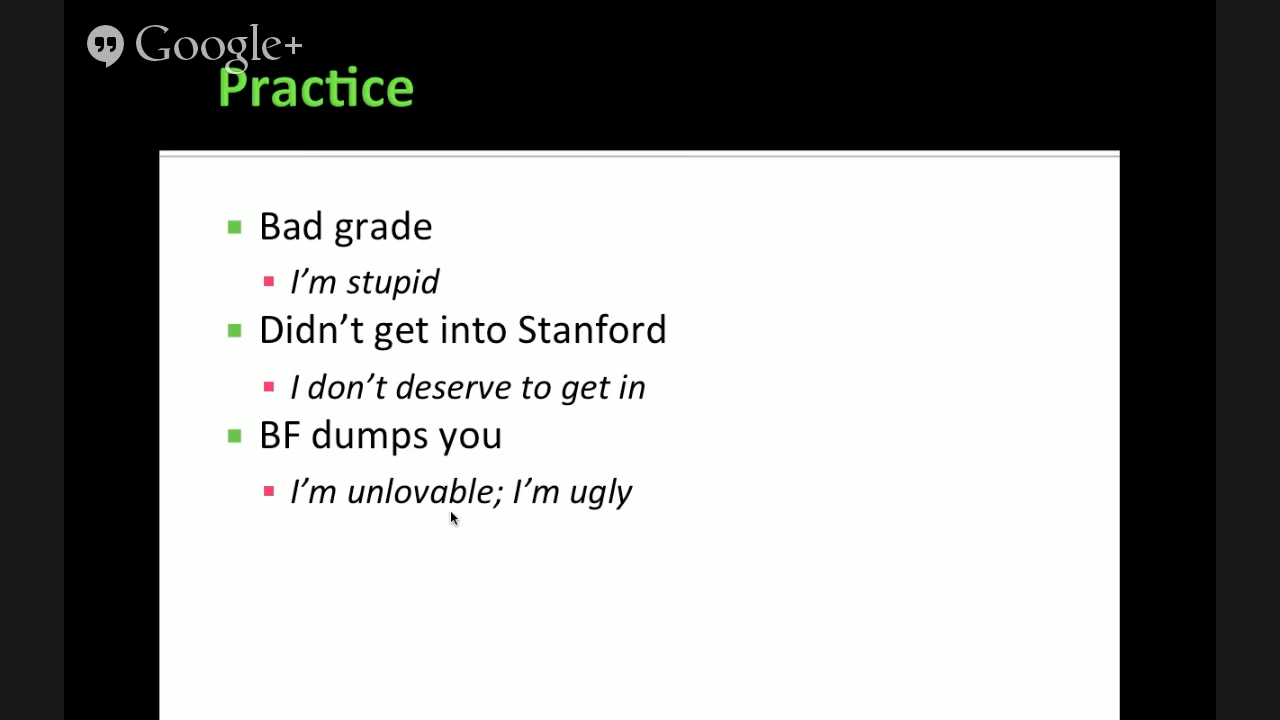 Google+
Practice
Bad grade
I'm stupid
Didn't get into Stanford
I don't deserve to get in
BF dumps you
I'm unlovable; I'm ugly